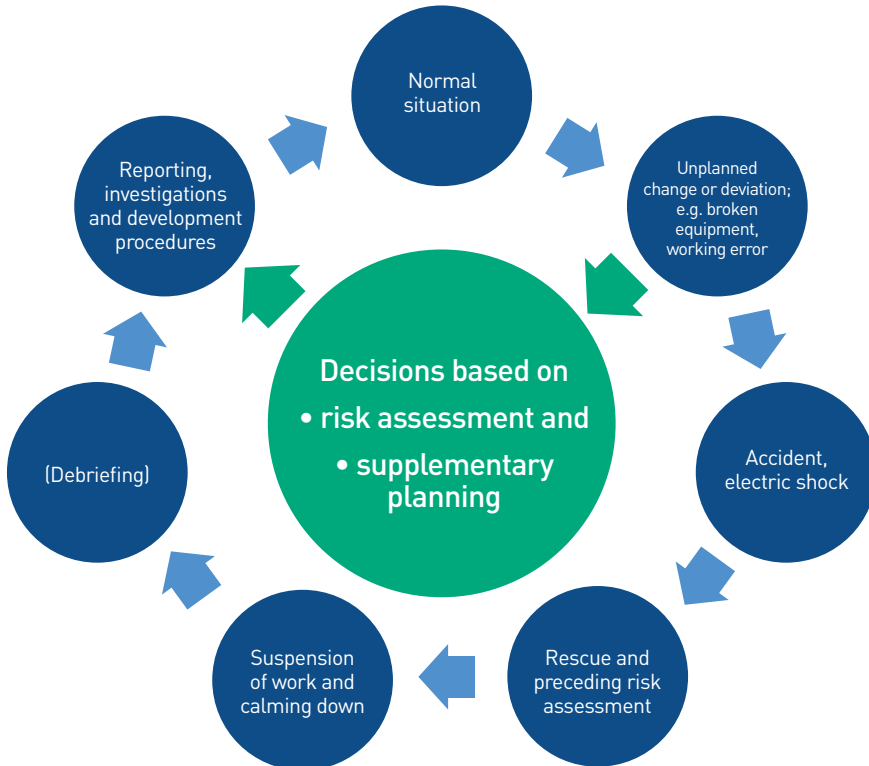 Normal
situation
Unplanned
change or deviation;
e.g. broken
equipment,
working error
Accident,
electric shock
Rescue and
preceding risk
assessment
Suspension
of work and
calming down
(Debriefing)
Reporting,
investigations
and development
procedures
Decisions based on
• risk assessment and
• supplementary
planning